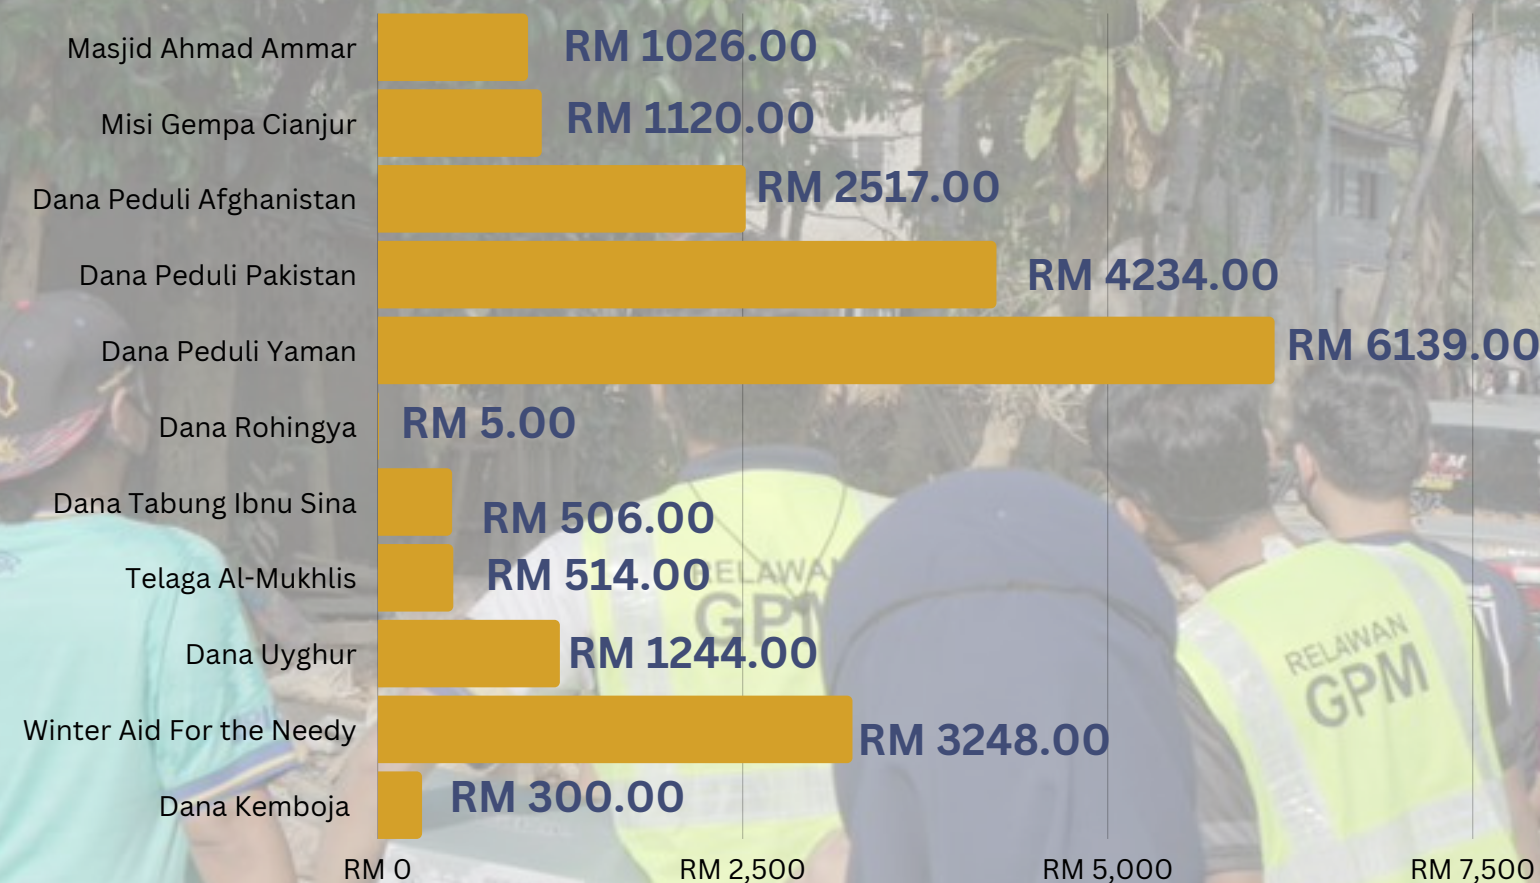 Masjid Ahmad Ammar RM 1026.00
Misi Gempa Cianjur RM 1120.00
Dana Peduli Afghanistan RM 2517.00
Dana Peduli Pakistan RM 4234.00
Dana Peduli Yaman RM 6139.00
Dana Rohingya RM 5.00
Dana Tabung Ibnu Sina RM 506.00
Telaga Al-Mukhlis RM 514.00
Dana Uyghur RM 1244.00
Winter Aid For the Needy RM 3248.00
Dana Kemboja RM 300.00
RM 0 RM 2,500 RM 5,000 RM 7,500
RELAWAN
GPM